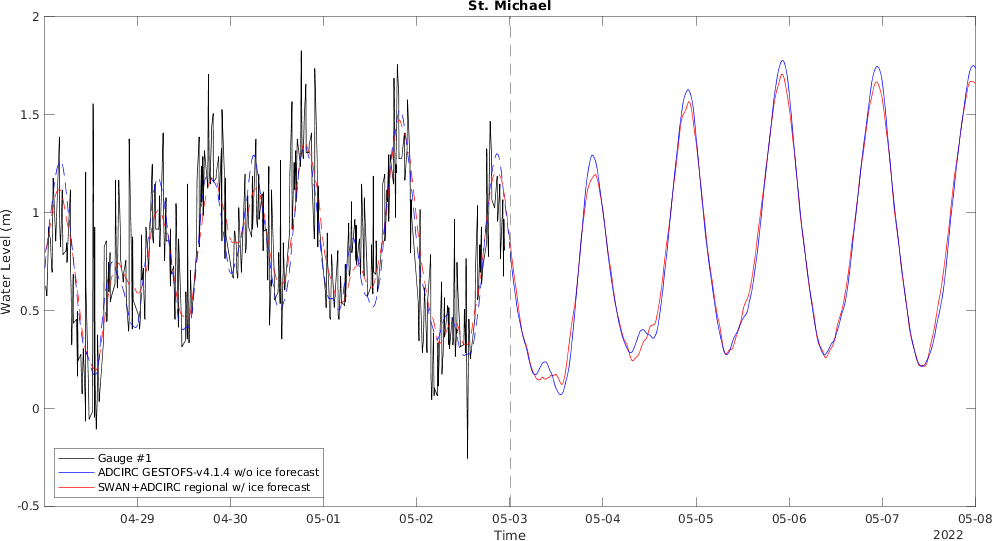 St. Michael
2
1.5
1
0.5
0
-0.5
Water Level (m)
Gauge #1
ADCIRC GESTOFS-v4.1.4 w/o ice forecast
SWAN+ADCIRC regional w/ ice forecast
04-29 04-30 05-01 05-02 05-03 05-04 05-05 05-06 05-07 05-08
Time
2022